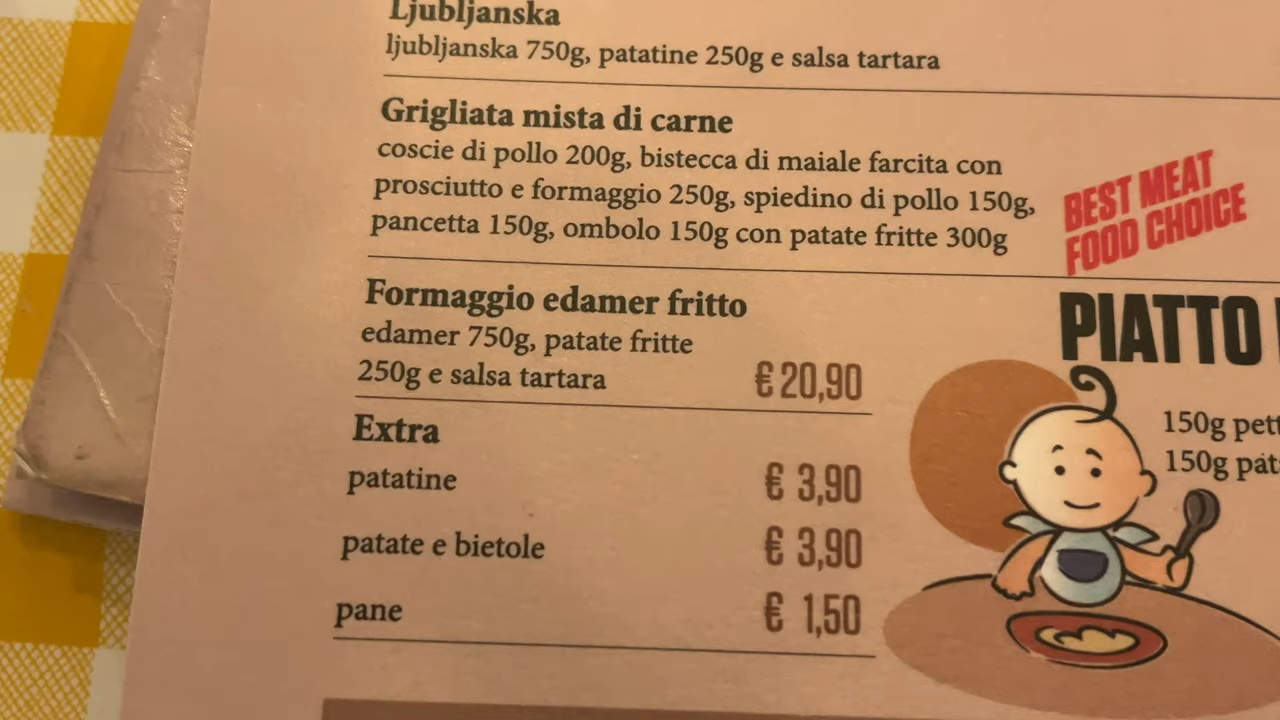 Ljubljanska
ljubljanska 750g, patatine 250g e salsa tartara
Grigliata mista di carne
coscie di pollo 200g, bistecca di maiale farcita con
prosciutto e formaggio 250g, spiedino di pollo 150g,
pancetta 150g, ombolo 150g con patate fritte 300g
BEST MEAT
FOOD CHOICE
Formaggio edamer fritto
edamer 750g, patate fritte
250g e salsa tartara € 20,90
Extra
patatine € 3,90
patate e bietole € 3,90
pane € 1,50
PIATTO
150g
150g